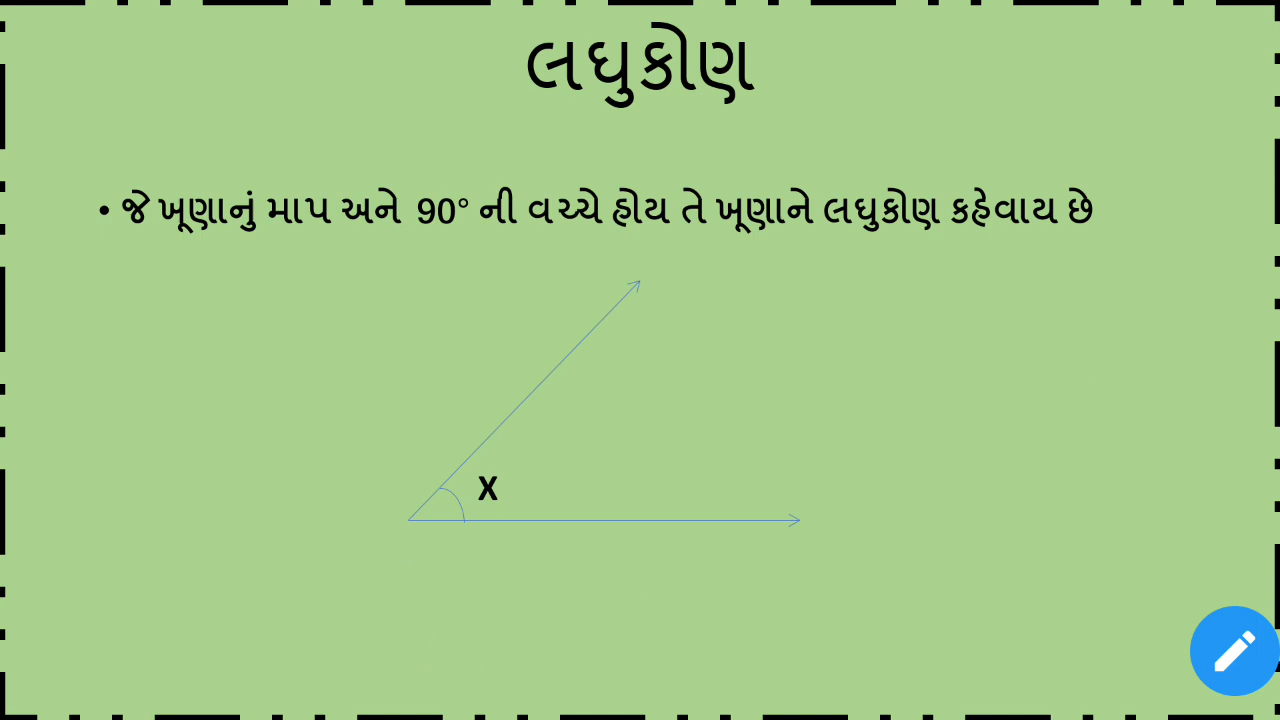 લઘુકોણ
• જે ખૂણાનું માપ અને 90° ની વચ્ચે હોય તે ખૂણાને લઘુકોણ કહેવાય છે
X